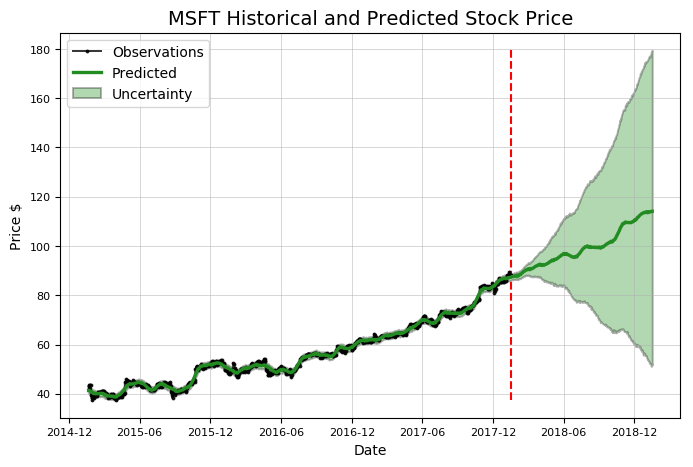 MSFT Historical and Predicted Stock Price
Observations
Predicted
Uncertainty
180
160
140
120
100
80
60
40
Price $
2014-12 2015-06 2015-12 2016-06 2016-12 2017-06 2017-12 2018-06 2018-12
Date